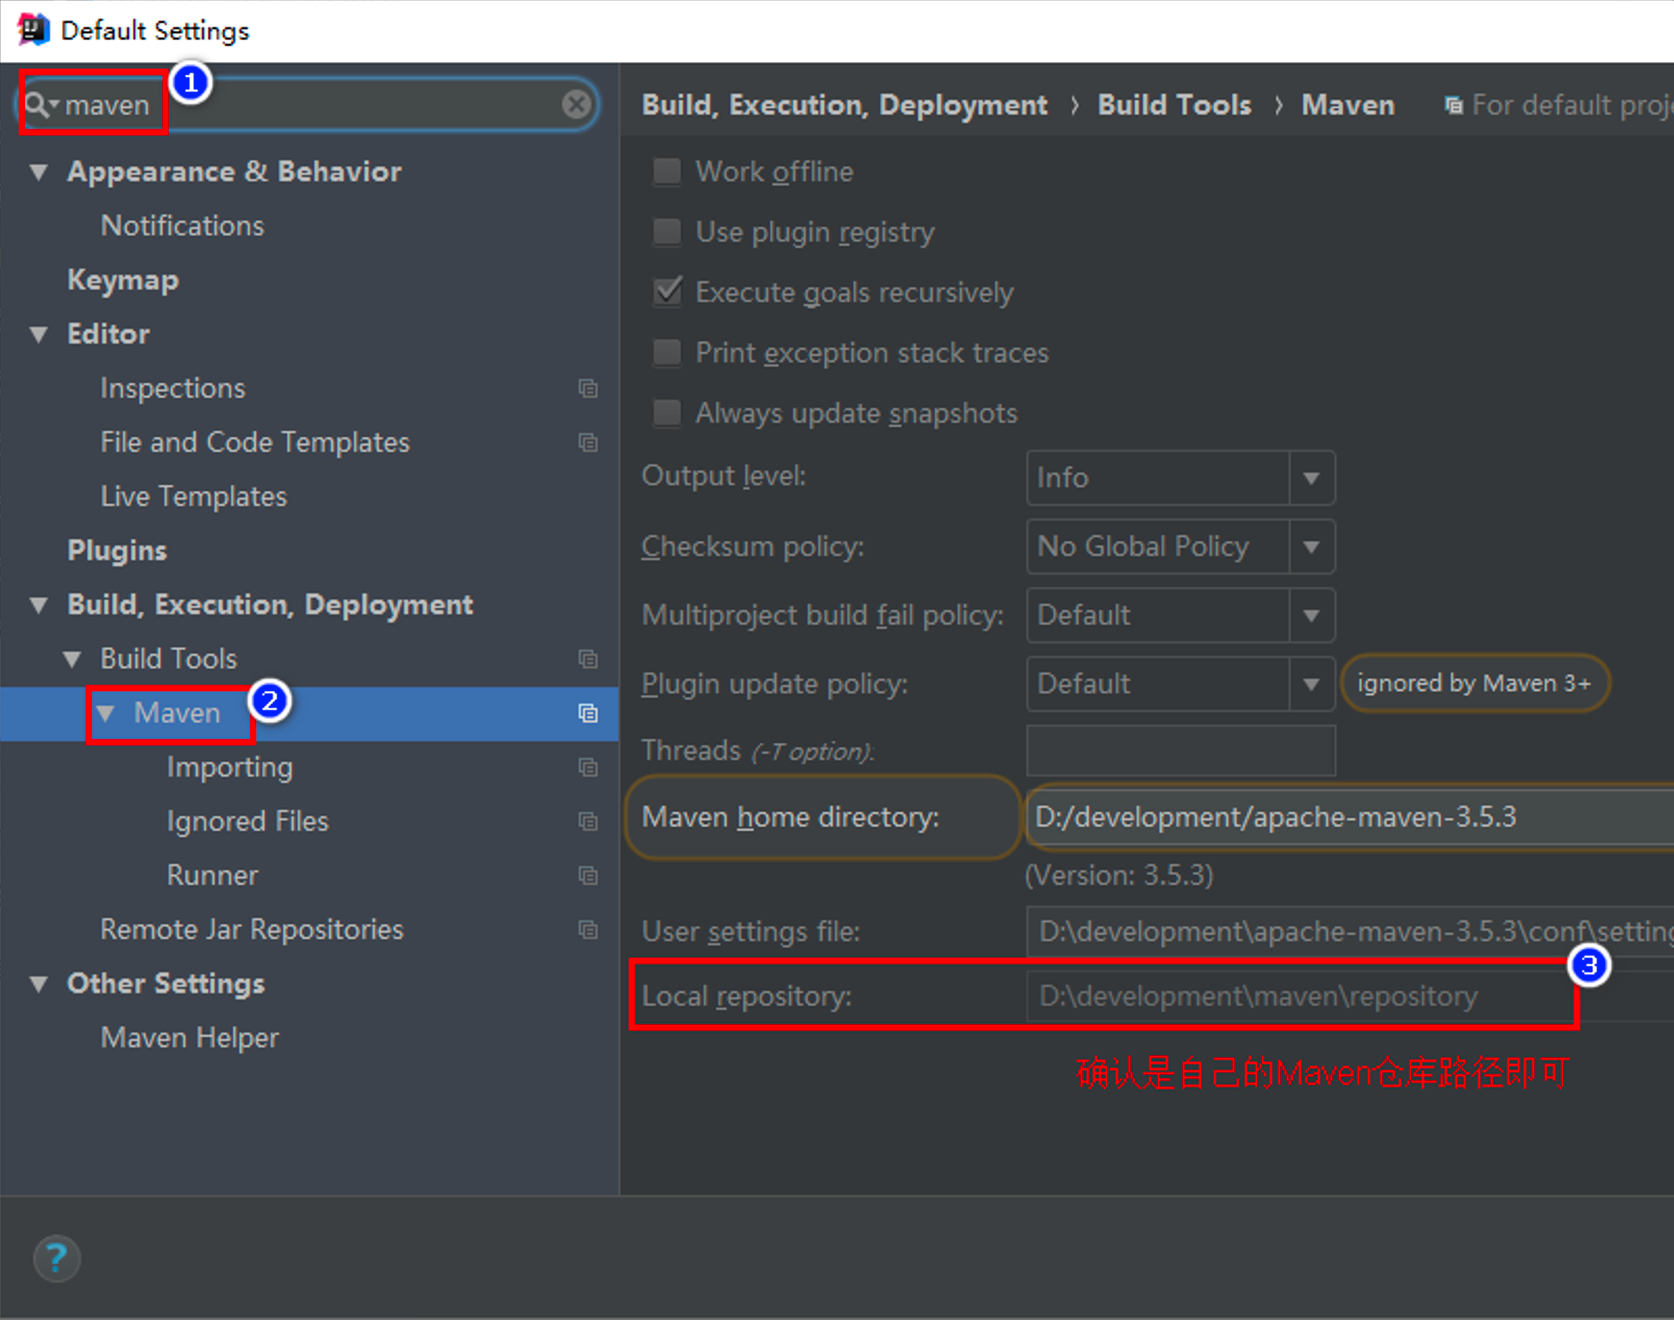 Default Settings
maven
1
Appearance & Behavior
Notifications
Keymap
Editor
Inspections
File and Code Templates
Live Templates
Plugins
Build, Execution, Deployment
Build Tools
Maven
2
Importing
Ignored Files
Runner
Remote Jar Repositories
Other Settings
Maven Helper
?
Build, Execution, Deployment › Build Tools › Maven For default proj
Work offline
Use plugin registry
Execute goals recursively
Print exception stack traces
Always update snapshots
Output level: Info
Checksum policy: No Global Policy
Multiproject build fail policy: Default
Plugin update policy: Default ignored by Maven 3+
Threads (-T option):
Maven home directory: D:/development/apache-maven-3.5.3
(Version: 3.5.3)
User settings file: D:\development\apache-maven-3.5.3\conf\setting
3
Local repository: D:\development\maven\repository
确认是自己的Maven仓库路径即可